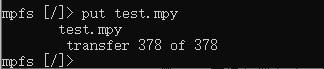 mpfs [/]> put test.mpy
test.mpy
transfer 378 of 378
mpfs [/]>